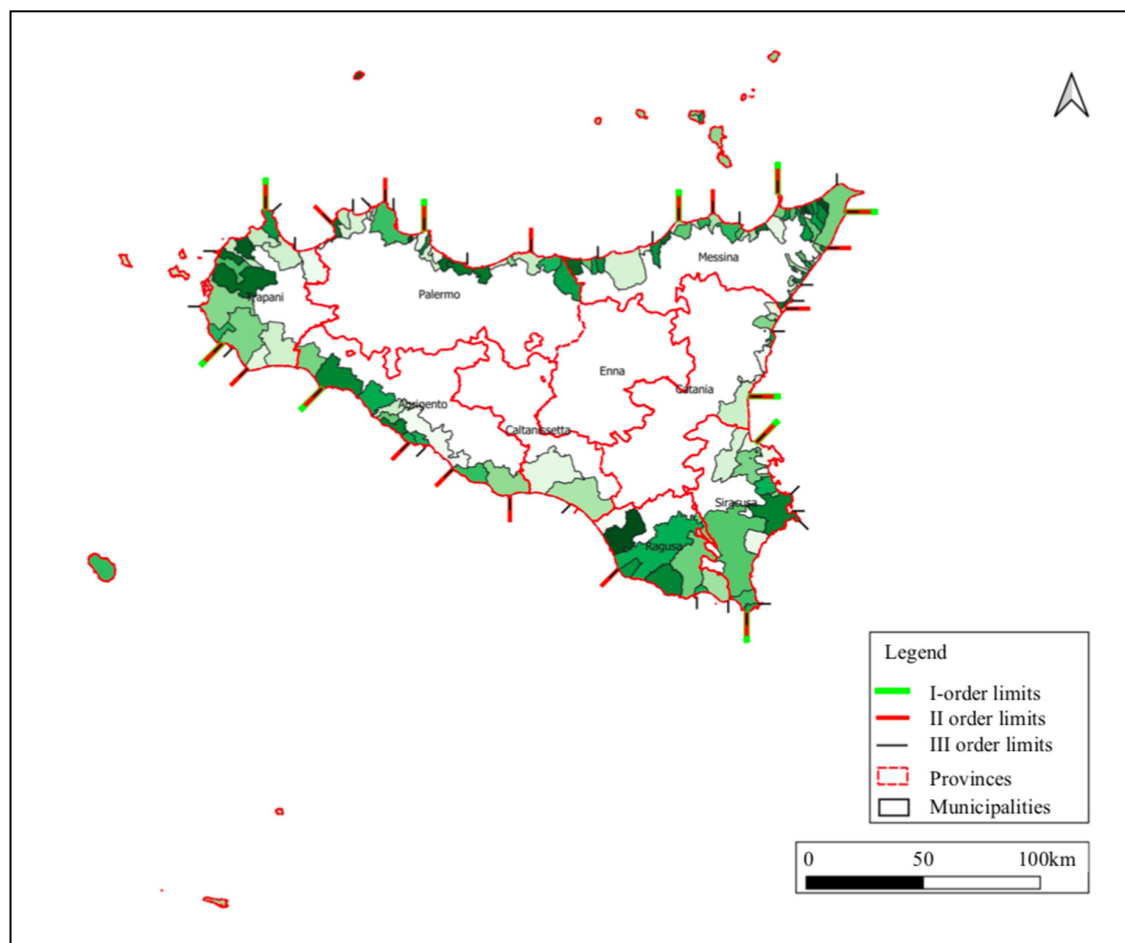 Messina
Palermo
Trapani
Enna
Catania
Agrigento
Caltanissetta
Siracusa
Ragusa
Legend
I-order limits
II order limits
III order limits
Provinces
Municipalities
0 50 100km